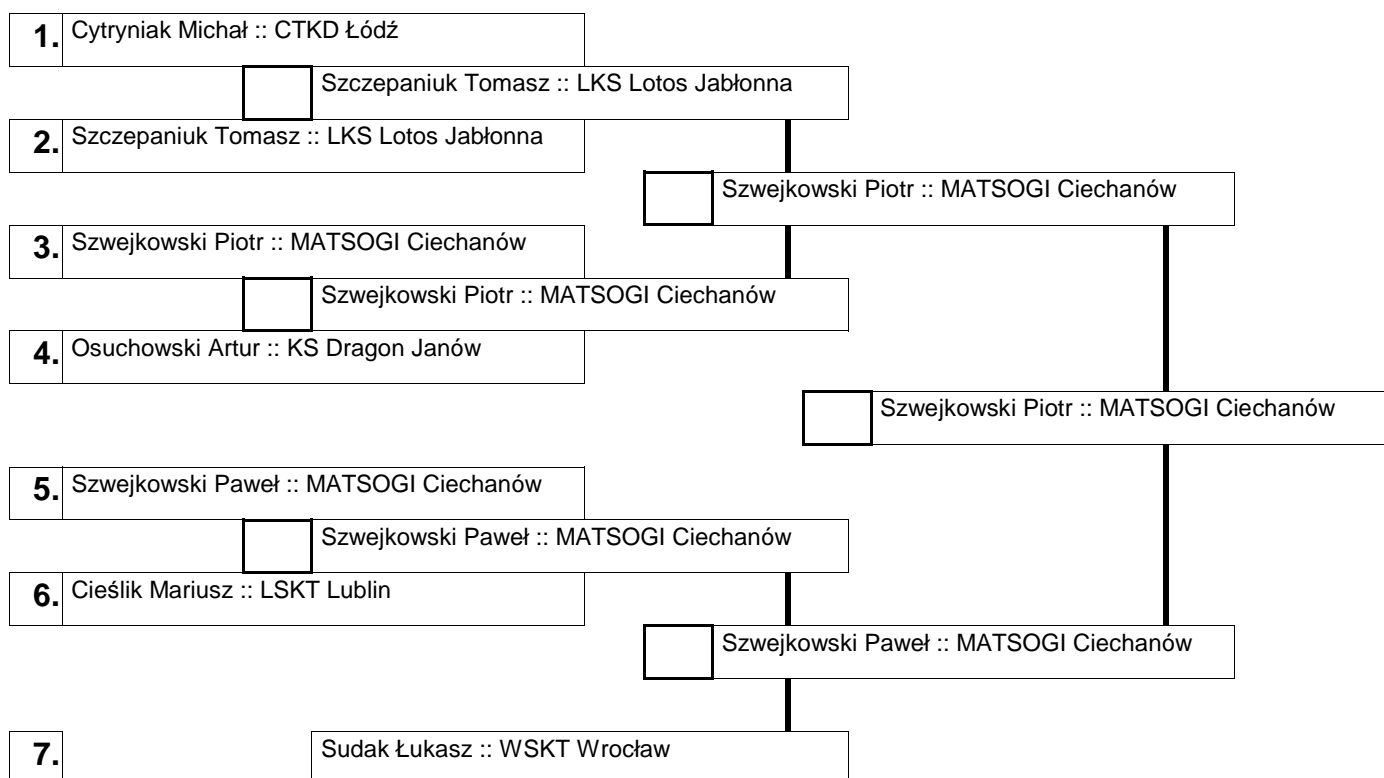 1. Cytryniak Michał :: CTKD Łódź
Szczepaniuk Tomasz :: LKS Lotos Jabłonna
2. Szczepaniuk Tomasz :: LKS Lotos Jabłonna
Szwejkowski Piotr :: MATSOGI Ciechanów
3. Szwejkowski Piotr :: MATSOGI Ciechanów
Szwejkowski Piotr :: MATSOGI Ciechanów
4. Osuchowski Artur :: KS Dragon Janów
Szwejkowski Piotr :: MATSOGI Ciechanów
5. Szwejkowski Paweł :: MATSOGI Ciechanów
Szwejkowski Paweł :: MATSOGI Ciechanów
6. Cieślik Mariusz :: LSKT Lublin
Szwejkowski Paweł :: MATSOGI Ciechanów
7. Sudak Łukasz :: WSKT Wrocław